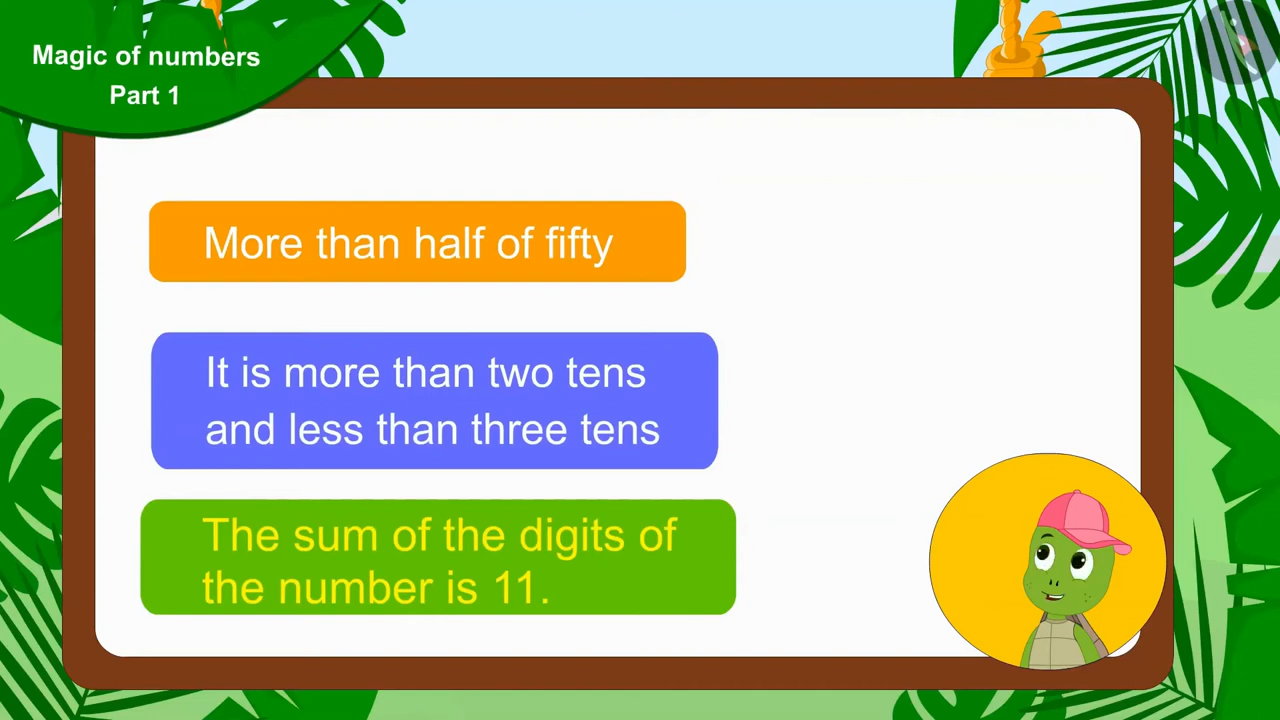 Magic of numbers
Part 1
More than half of fifty
It is more than two tens
and less than three tens
The sum of the digits of
the number is 11.